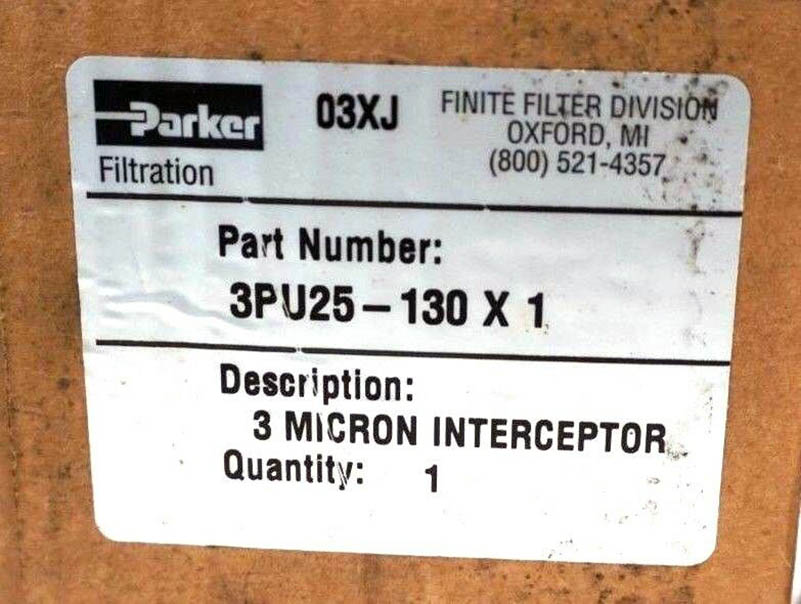 Parker
Filtration
03XJ
FINITE FILTER DIVISION
OXFORD, MI
(800) 521-4357
Part Number:
3PU25-130 X 1
Description:
3 MICRON INTERCEPTOR
Quantity: 1